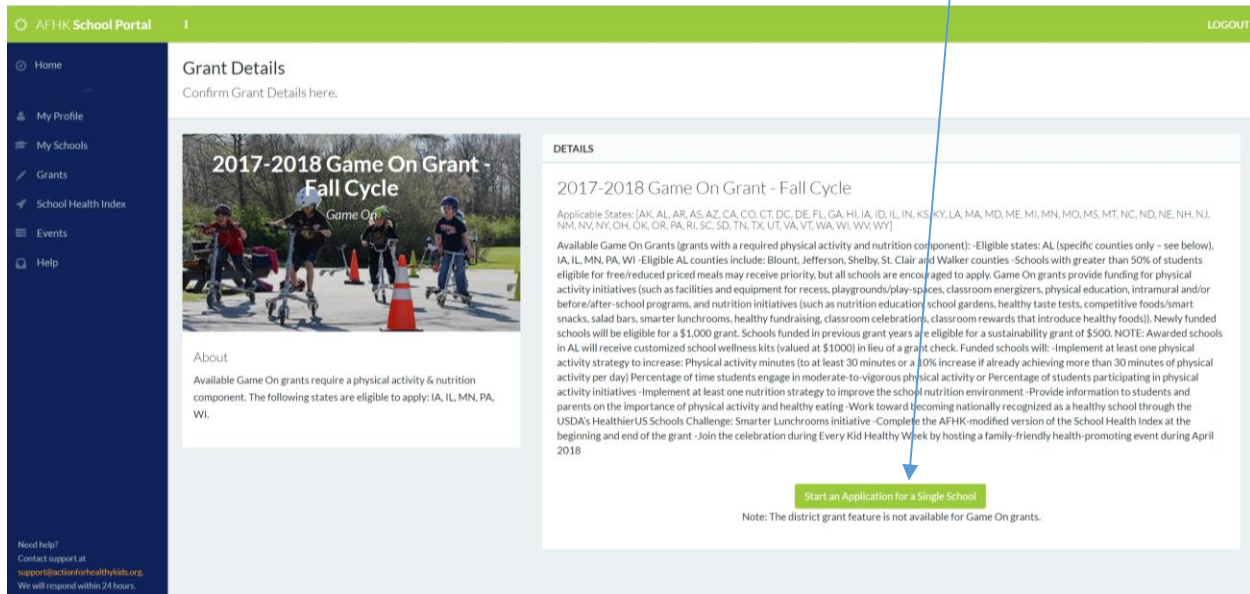 AFHK School Portal
LOGOUT
Home
My Profile
My Schools
Grants
School Health Index
Events
Help
Need help?
Contact support at
support@actionforhealthykids.org.
We will respond within 24 hours.
Grant Details
Confirm Grant Details here.
2017-2018 Game On Grant -
Fall Cycle
Game On
About
Available Game On grants require a physical activity & nutrition
component. The following states are eligible to apply: IA, IL, MN, PA,
WI.
DETAILS
2017-2018 Game On Grant - Fall Cycle
Applicable States: [AK, AL, AR, AS, AZ, CA, CO, CT, DC, DE, FL, GA, HI, IA, ID, IL, IN, KS, KY, LA, MA, MD, ME, MI, MN, MO, MS, MT, NC, ND, NE, NH, NJ,
NM, NV, NY, OH, OK, OR, PA, RI, SC, SD, TN, TX, UT, VA, VT, WA, WI, WV, WY]
Available Game On Grants (grants with a required physical activity and nutrition component): -Eligible states: AL (specific counties only – see below),
IA, IL, MN, PA, WI -Eligible AL counties include: Blount, Jefferson, Shelby, St. Clair and Walker counties -Schools with greater than 50% of students
eligible for free/reduced priced meals may receive priority, but all schools are encouraged to apply. Game On grants provide funding for physical
activity initiatives (such as facilities and equipment for recess, playgrounds/play-spaces, classroom energizers, physical education, intramural and/or
before/after-school programs, and nutrition initiatives (such as nutrition education, school gardens, healthy taste tests, competitive foods/smart
snacks, salad bars, smarter lunchrooms, healthy fundraising, classroom celebrations, classroom rewards that introduce healthy foods)). Newly funded
schools will be eligible for a $1,000 grant. Schools funded in previous grant years are eligible for a sustainability grant of $500. NOTE: Awarded schools
in AL will receive customized school wellness kits (valued at $1000) in lieu of a grant check. Funded schools will: -Implement at least one physical
activity strategy to increase: Physical activity minutes (to at least 30 minutes or a 10% increase if already achieving more than 30 minutes of physical
activity per day) Percentage of time students engage in moderate-to-vigorous physical activity or Percentage of students participating in physical
activity initiatives -Implement at least one nutrition strategy to improve the school nutrition environment -Provide information to students and
parents on the importance of physical activity and healthy eating -Work toward becoming nationally recognized as a healthy school through the
USDA's HealthierUS Schools Challenge: Smarter Lunchrooms initiative -Complete the AFHK-modified version of the School Health Index at the
beginning and end of the grant -Join the celebration during Every Kid Healthy Week by hosting a family-friendly health-promoting event during April
2018
Start an Application for a Single School
Note: The district grant feature is not available for Game On grants.